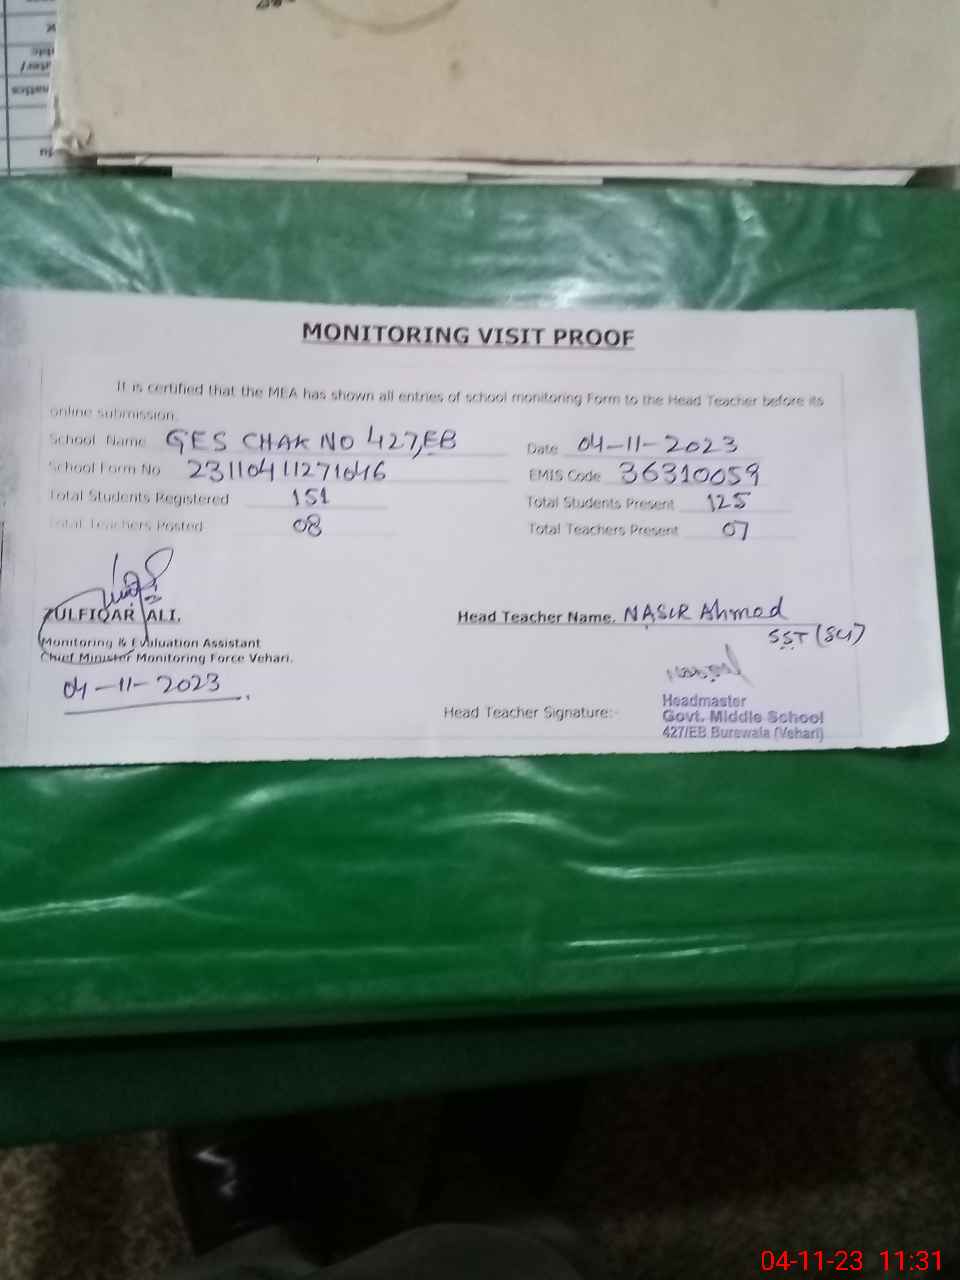 MONITORING VISIT PROOF
It is certified that the MEA has shown all entries of school monitoring Form to the Head Teacher before its
online submission.
School Name GES CHAK NO 427,EB Date 04-11-2023
School Form No 23110411271046 EMIS Code 36310059
Total Students Registered 151 Total Students Present 125
Total Teachers Posted 08 Total Teachers Present 07
ZULFIQAR ALI. Head Teacher Name. NASIR Ahmed
SST (Sci)
Monitoring & Evaluation Assistant
Chief Minister Monitoring Force Vehari.
04-11-2023
Head Teacher Signature:-
Headmaster
Govt. Middle School
427/EB Burewala (Vehari)
04-11-23 11:31